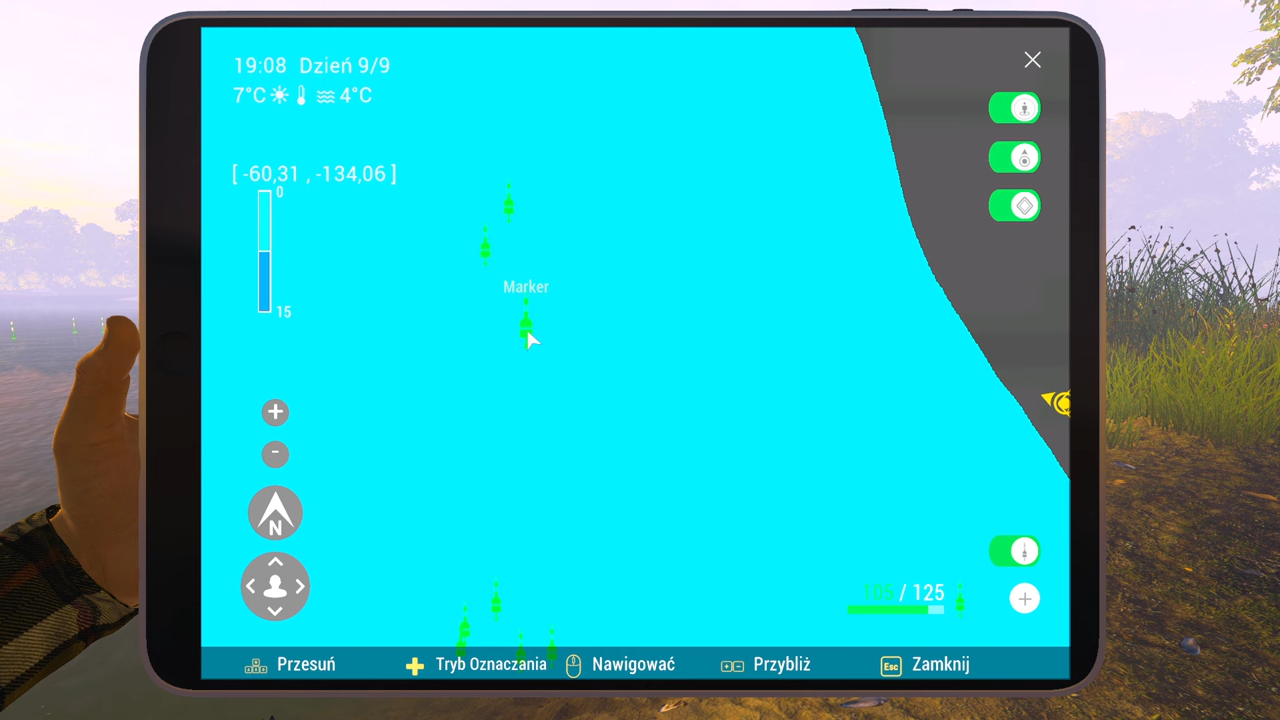 19:08 Dzień 9/9
7°C 4°C
[ -60,31 , -134,06 ]
0
15
Marker
+
-
N
105 / 125
+
Przesuń
Tryb Oznaczania
Nawigować
Przybliż
Esc Zamknij